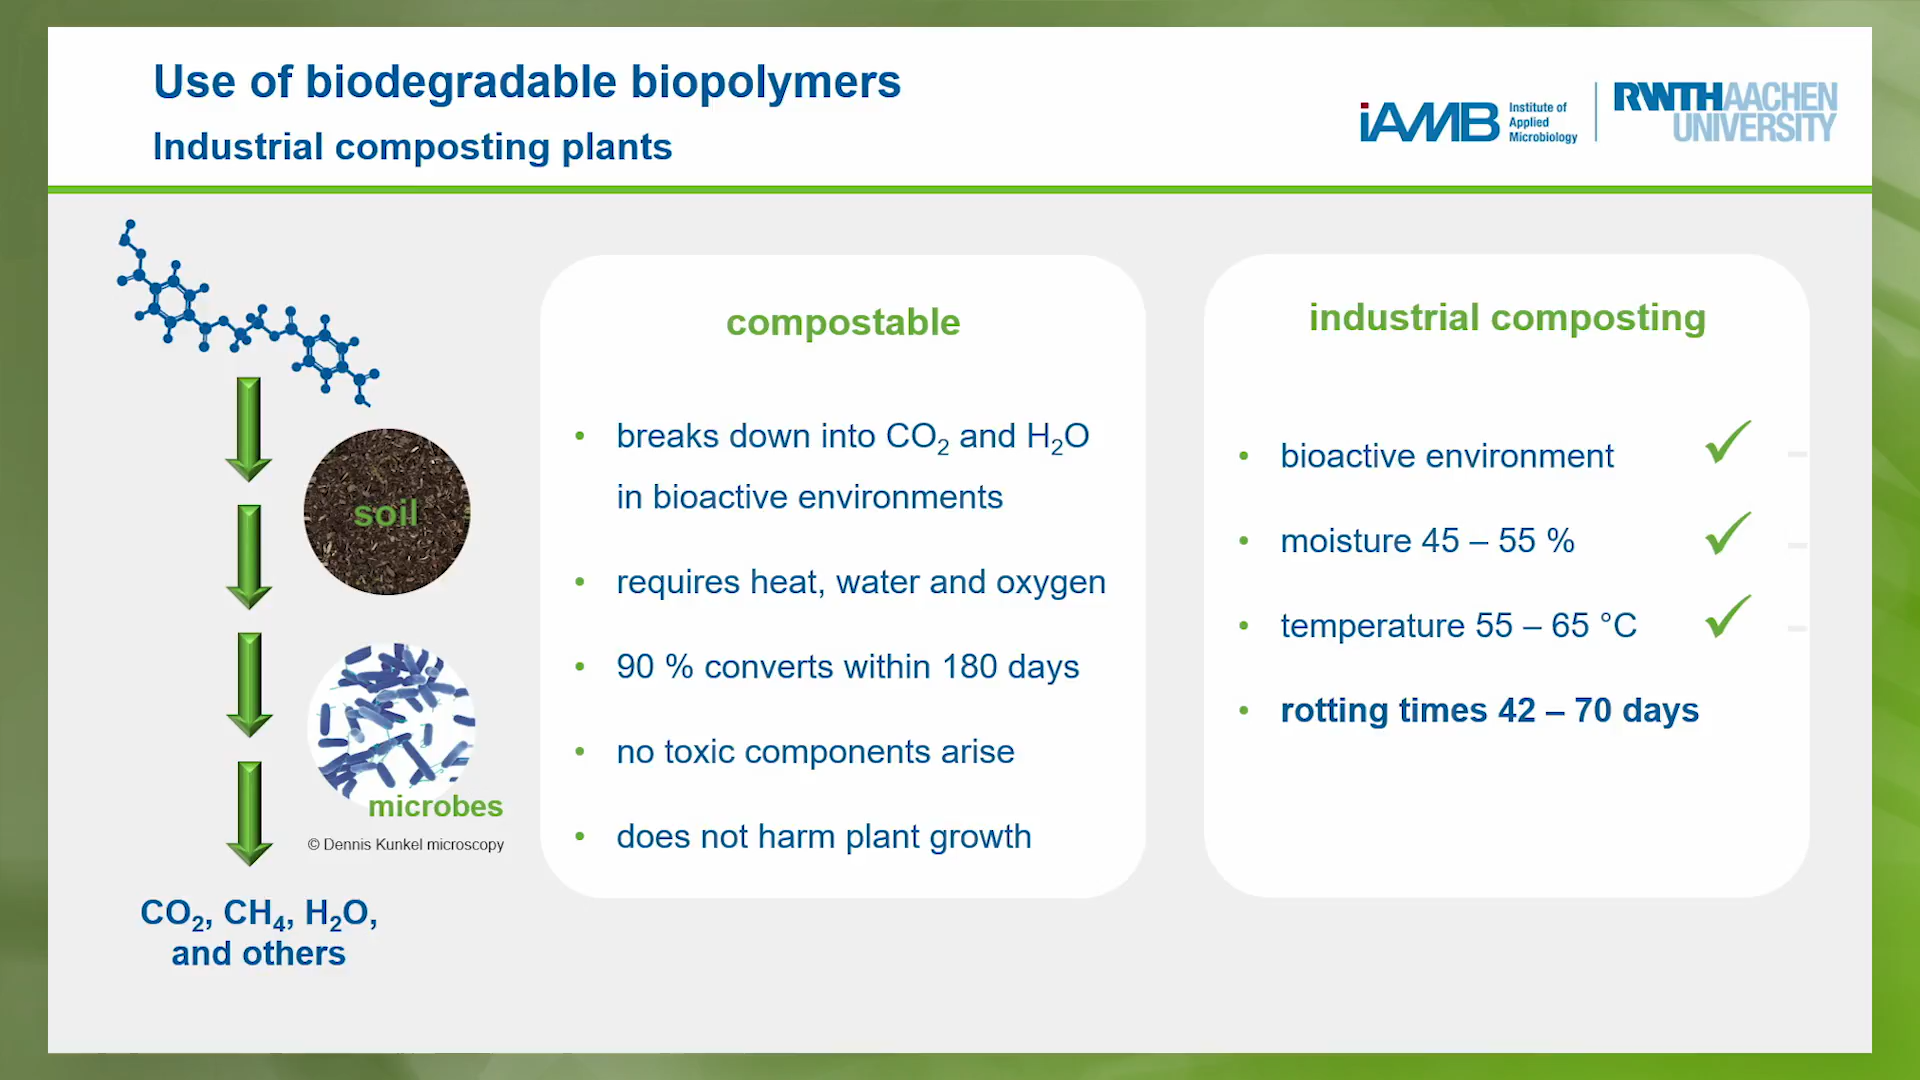 Use of biodegradable biopolymers
Industrial composting plants
iAMB
Institute of
Applied
Microbiology
RWTHAACHEN
UNIVERSITY
soil
microbes
© Dennis Kunkel microscopy
CO₂, CH₄, H₂O,
and others
compostable
• breaks down into CO₂ and H₂O
in bioactive environments
• requires heat, water and oxygen
• 90 % converts within 180 days
• no toxic components arise
• does not harm plant growth
industrial composting
• bioactive environment ✓
• moisture 45 – 55 % ✓
• temperature 55 – 65 °C ✓
• rotting times 42 – 70 days